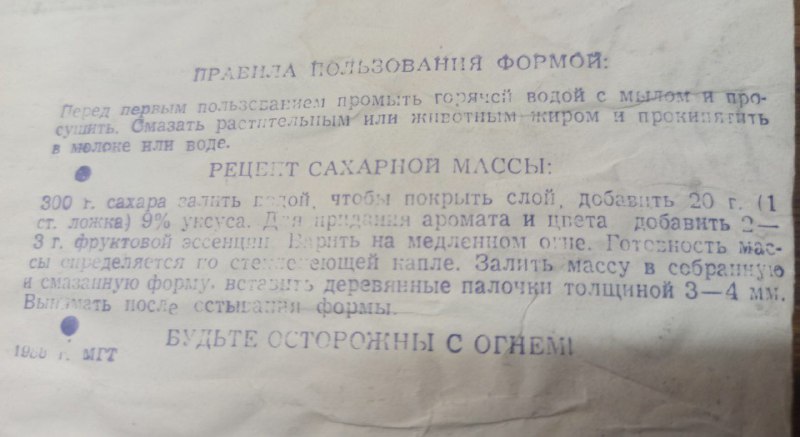 ПРАВИЛА ПОЛЬЗОВАНИЯ ФОРМОЙ:
Перед первым пользованием промыть горячей водой с мылом и про-
сушить. Смазать растительным или животным жиром и прокипятить
в молоке или воде.
РЕЦЕПТ САХАРНОЙ МАССЫ:
300 г. сахара залить водой, чтобы покрыть слой, добавить 20 г. (1
ст. ложка) 9% уксуса. Для придания аромата и цвета добавить 2—
3 г. фруктовой эссенции. Варить на медленном огне. Готовность мас-
сы определяется по стекленеющей капле. Залить массу в собранную
и смазанную форму, вставить деревянные палочки толщиной 3—4 мм.
Вынимать после остывания формы.
БУДЬТЕ ОСТОРОЖНЫ С ОГНЕМ!
г. МГТ